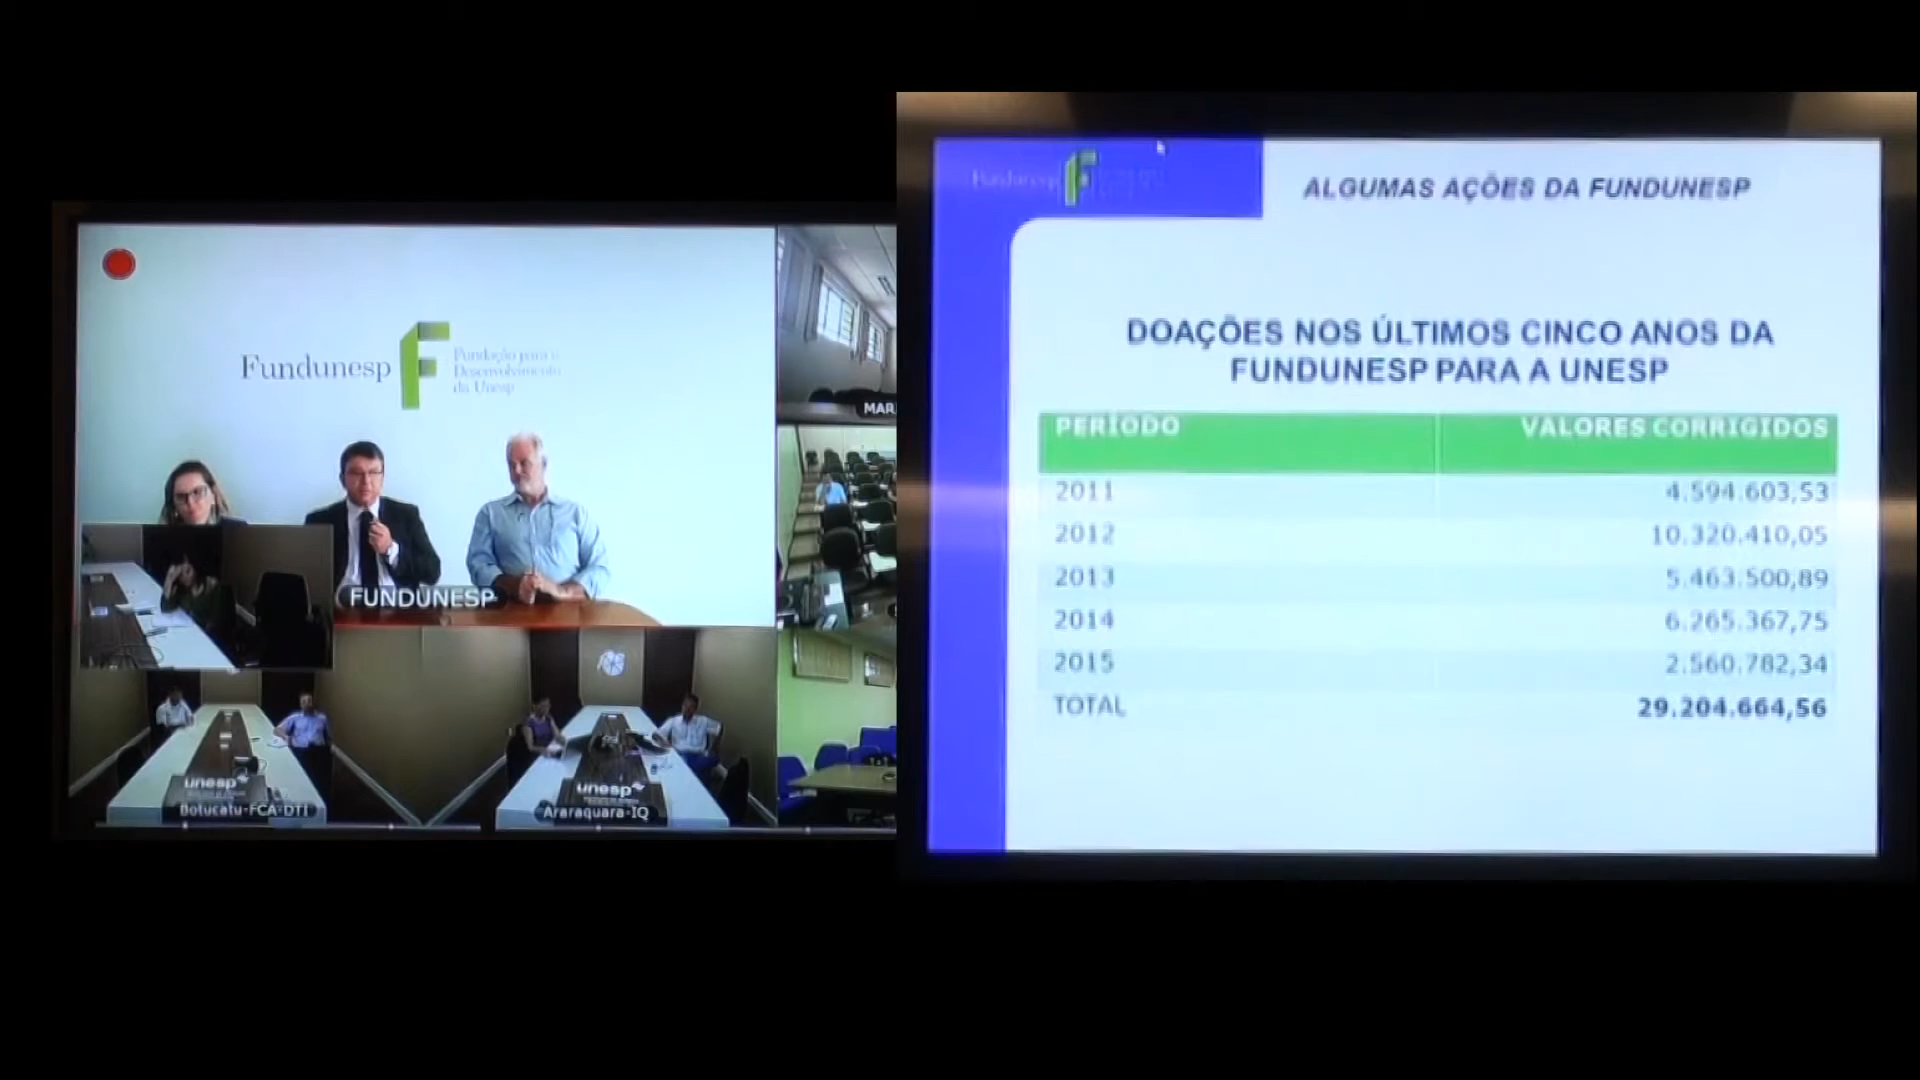 Fundunesp
Fundação para o
Desenvolvimento
da Unesp
MAR
FUNDUNESP
unesp
Botucatu-FCA-DTI
unesp
Araraquara-IQ
Fundunesp
ALGUMAS AÇÕES DA FUNDUNESP
DOAÇÕES NOS ÚLTIMOS CINCO ANOS DA
FUNDUNESP PARA A UNESP
PERÍODO VALORES CORRIGIDOS
2011 4.594.603,53
2012 10.320.410,05
2013 5.463.500,89
2014 6.265.367,75
2015 2.560.782,34
TOTAL 29.204.664,56